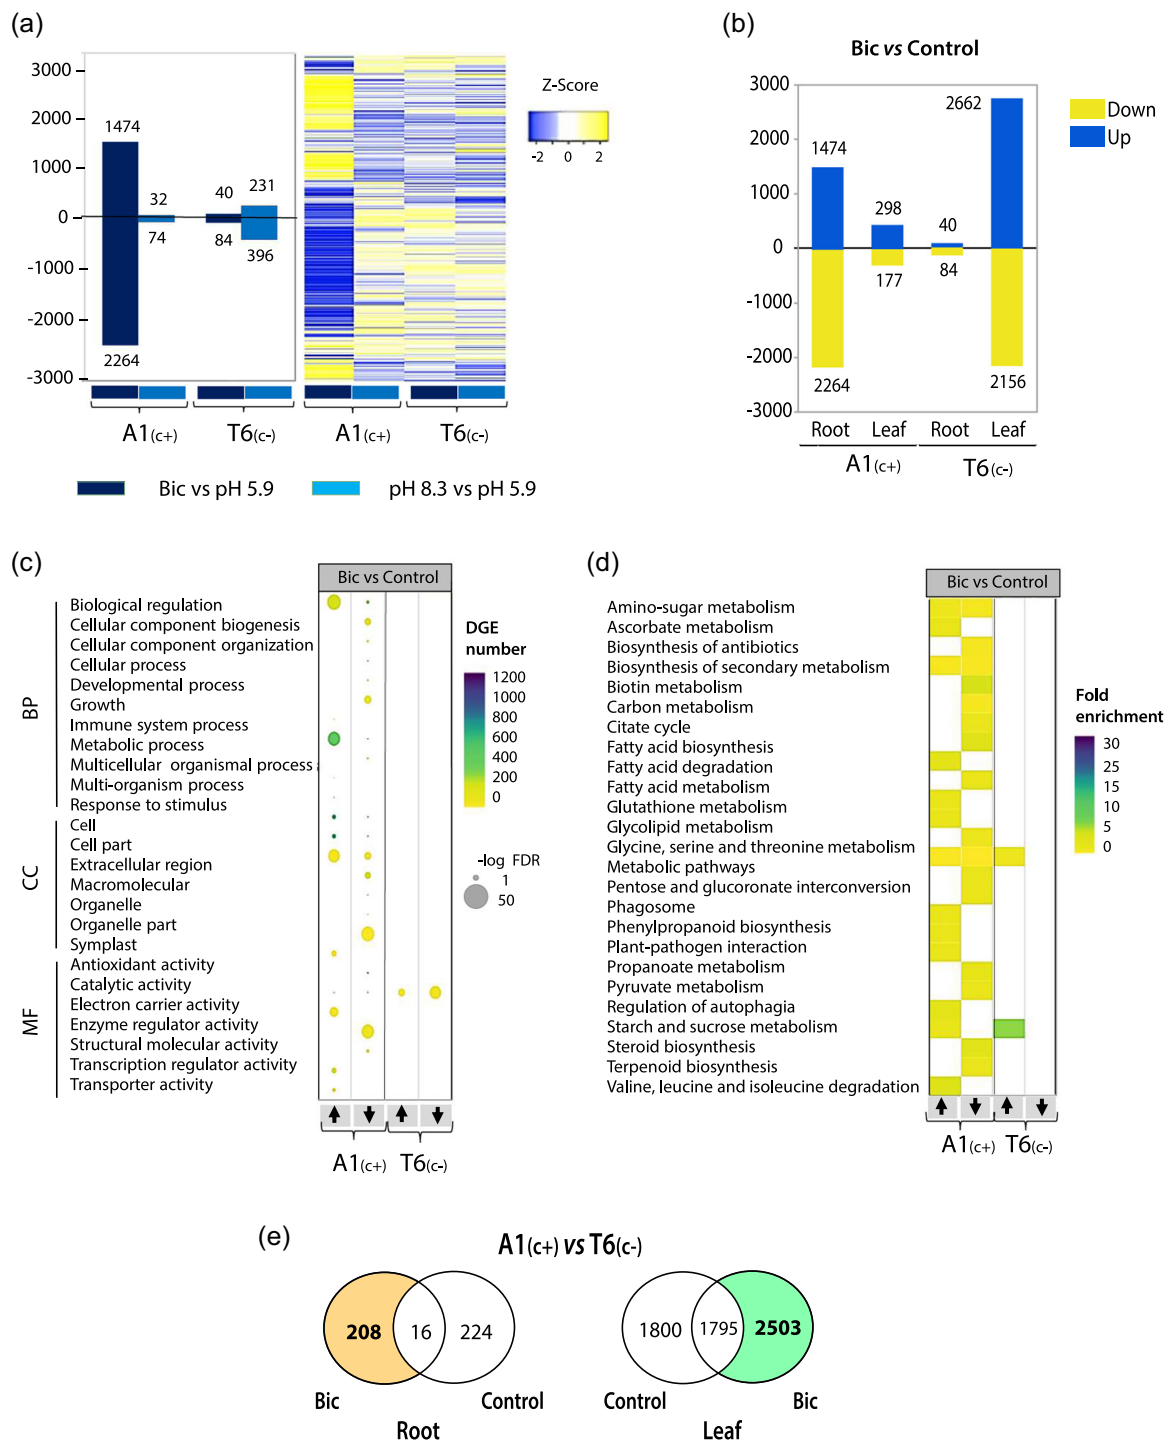 (a)
3000
2000
1000
0
-1000
-2000
-3000
1474
32
40
231
74
84
396
2264
A1(c+)
T6(c-)
A1(c+)
T6(c-)
Z-Score
-2 0 2
Bic vs pH 5.9
pH 8.3 vs pH 5.9
(b)
Bic vs Control
3000
2000
1000
0
-1000
-2000
-3000
2662
1474
298
40
177
84
2264
2156
Root Leaf Root Leaf
A1(c+) T6(c-)
Down
Up
(c)
Bic vs Control
BP
Biological regulation
Cellular component biogenesis
Cellular component organization
Cellular process
Developmental process
Growth
Immune system process
Metabolic process
Multicellular organismal process
Multi-organism process
Response to stimulus
CC
Cell
Cell part
Extracellular region
Macromolecular
Organelle
Organelle part
Symplast
MF
Antioxidant activity
Catalytic activity
Electron carrier activity
Enzyme regulator activity
Structural molecular activity
Transcription regulator activity
Transporter activity
A1(c+) T6(c-)
DGE
number
1200
1000
800
600
400
200
0
-log FDR
1
50
(d)
Bic vs Control
Amino-sugar metabolism
Ascorbate metabolism
Biosynthesis of antibiotics
Biosynthesis of secondary metabolism
Biotin metabolism
Carbon metabolism
Citate cycle
Fatty acid biosynthesis
Fatty acid degradation
Fatty acid metabolism
Glutathione metabolism
Glycolipid metabolism
Glycine, serine and threonine metabolism
Metabolic pathways
Pentose and glucoronate interconversion
Phagosome
Phenylpropanoid biosynthesis
Plant-pathogen interaction
Propanoate metabolism
Pyruvate metabolism
Regulation of autophagia
Starch and sucrose metabolism
Steroid biosynthesis
Terpenoid biosynthesis
Valine, leucine and isoleucine degradation
A1(c+) T6(c-)
Fold
enrichment
30
15
10
5
0
(e)
A1(c+) vs T6(c-)
208 16 224
Bic Control
Root
1800 1795 2503
Control Bic
Leaf